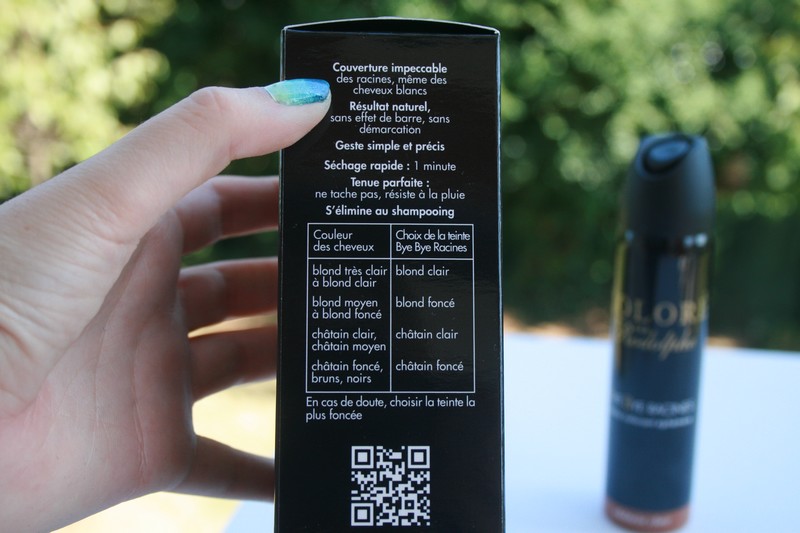 Couverture impeccable
des racines, même des
cheveux blancs
Résultat naturel,
sans effet de barre, sans
démarcation
Geste simple et précis
Séchage rapide : 1 minute
Tenue parfaite :
ne tache pas, résiste à la pluie
S'élimine au shampooing
Couleur
des cheveux
Choix de la teinte
Bye Bye Racines
blond très clair
à blond clair
blond clair
blond moyen
à blond foncé
blond foncé
châtain clair,
châtain moyen
châtain clair
châtain foncé,
bruns, noirs
châtain foncé
En cas de doute, choisir la teinte la
plus foncée